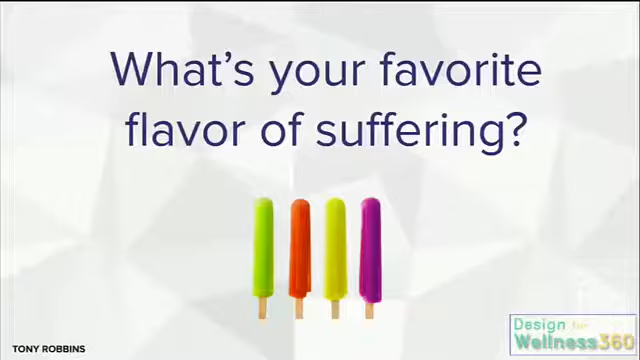 What's your favorite
flavor of suffering?
TONY ROBBINS
Design for
Wellness360